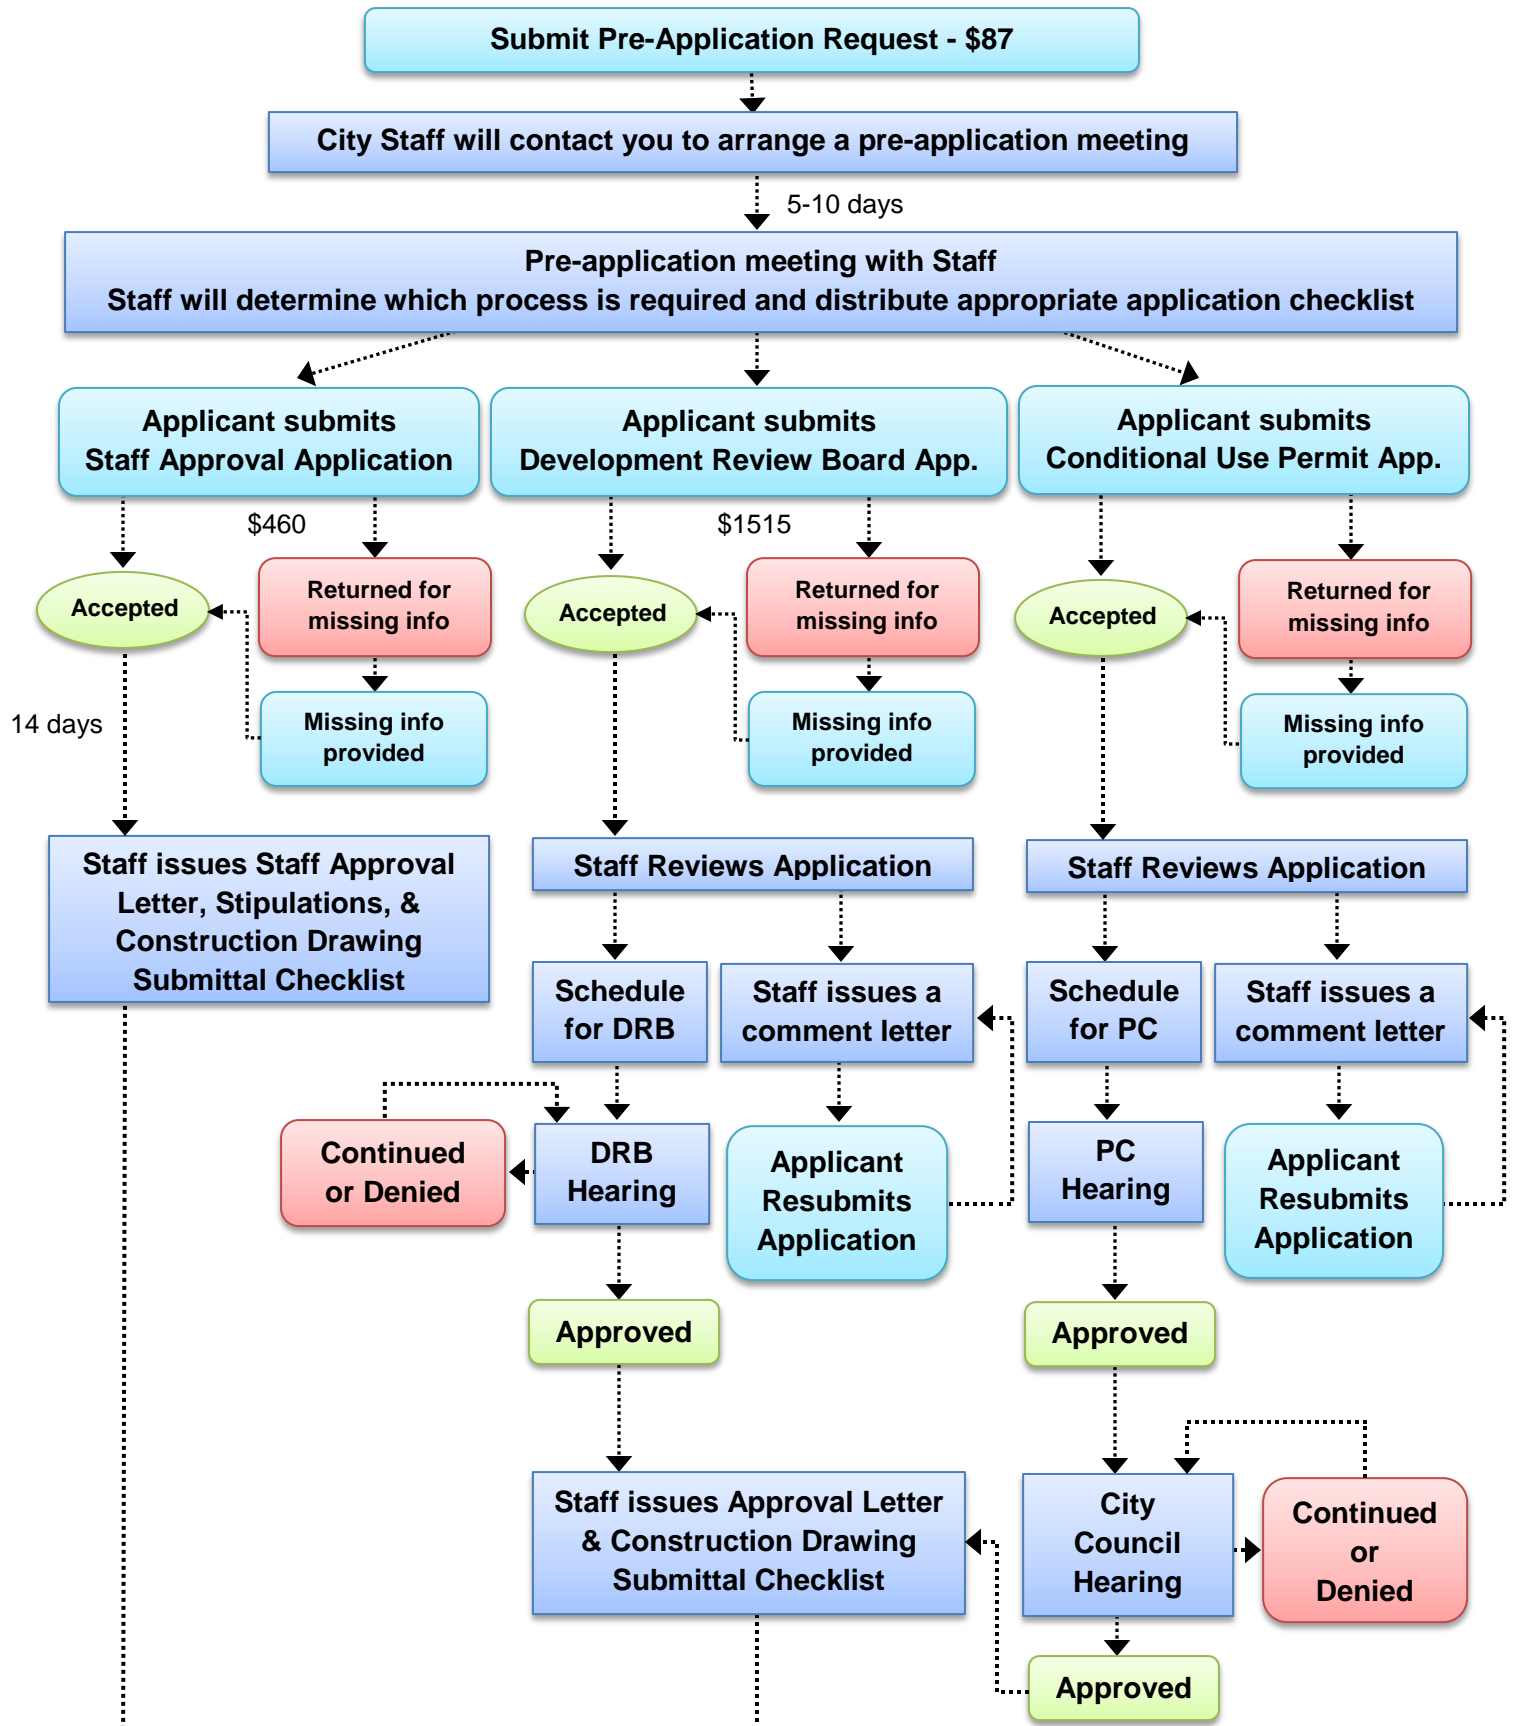 Submit Pre-Application Request - $87
City Staff will contact you to arrange a pre-application meeting
5-10 days
Pre-application meeting with Staff
Staff will determine which process is required and distribute appropriate application checklist
Applicant submits
Staff Approval Application
Applicant submits
Development Review Board App.
Applicant submits
Conditional Use Permit App.
$460
$1515
Accepted
Returned for
missing info
Accepted
Returned for
missing info
Accepted
Returned for
missing info
14 days
Missing info
provided
Missing info
provided
Missing info
provided
Staff issues Staff Approval
Letter, Stipulations, &
Construction Drawing
Submittal Checklist
Staff Reviews Application
Staff Reviews Application
Schedule
for DRB
Staff issues a
comment letter
Schedule
for PC
Staff issues a
comment letter
Continued
or Denied
DRB
Hearing
Applicant
Resubmits
Application
PC
Hearing
Applicant
Resubmits
Application
Approved
Approved
Staff issues Approval Letter
& Construction Drawing
Submittal Checklist
City
Council
Hearing
Continued
or
Denied
Approved